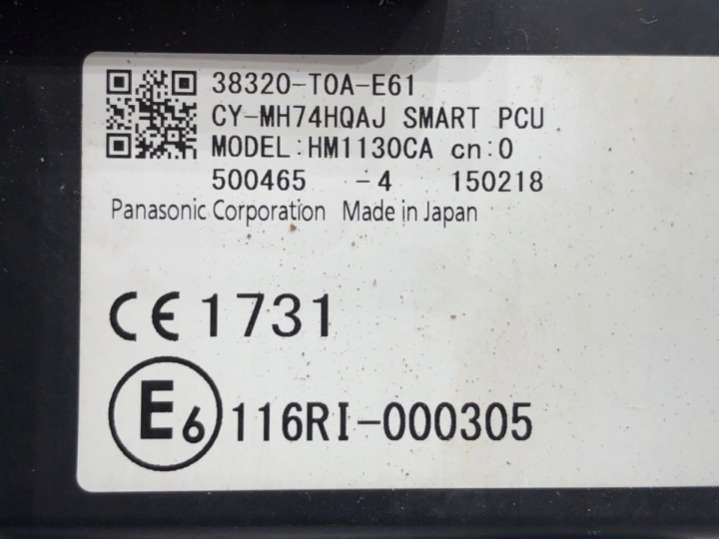 38320-T0A-E61
CY-MH74HQAJ SMART PCU
MODEL:HM1130CA cn:0
500465 -4 150218
Panasonic Corporation Made in Japan
CE 1731
E6 116RI-000305